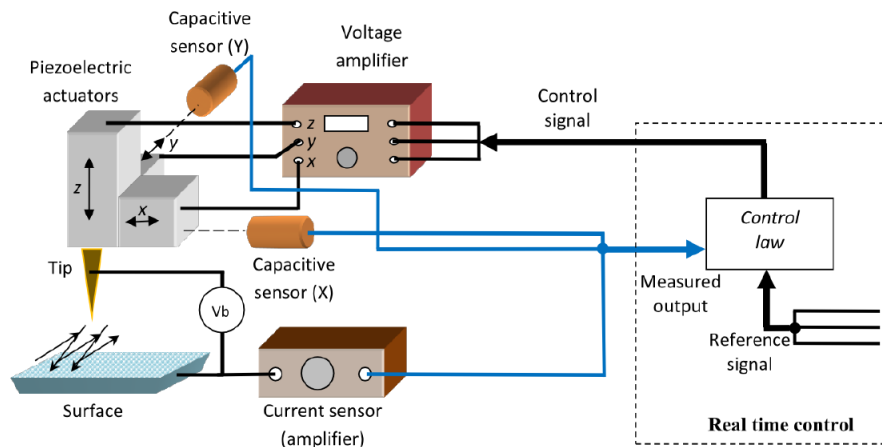 Capacitive
sensor (Y)
Voltage
amplifier
Piezoelectric
actuators
Control
signal
z
y
x
y
z
x
Control
law
Tip
Capacitive
sensor (X)
Measured
output
Vb
Reference
signal
Surface
Current sensor
(amplifier)
Real time control